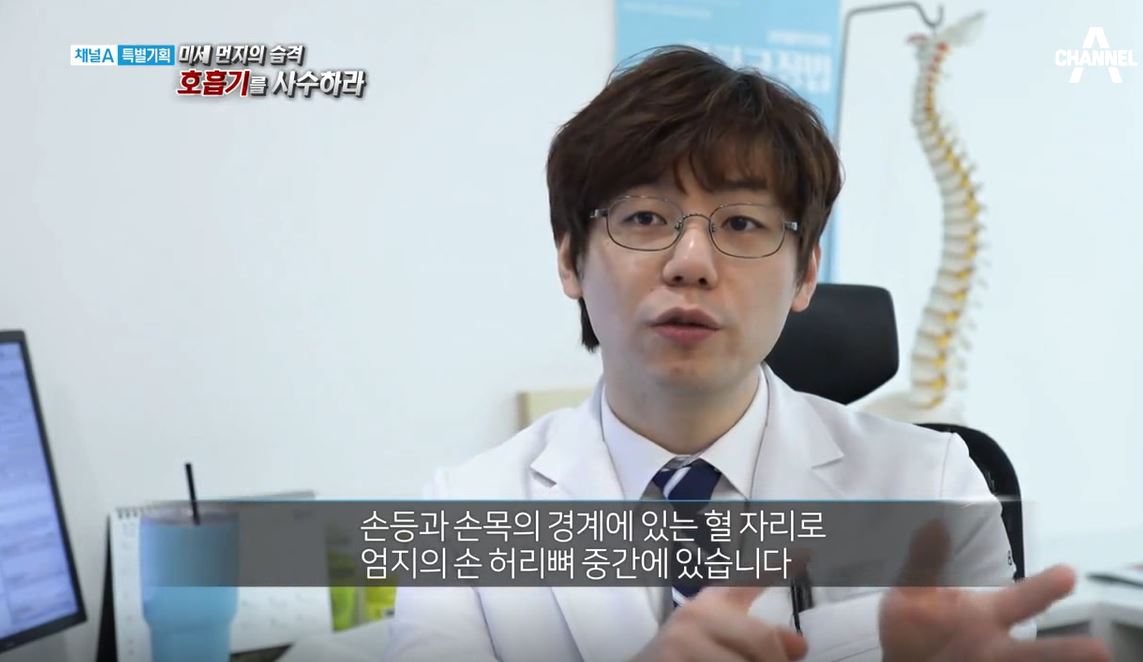 채널A 특별기획 미세 먼지의 습격
호흡기를 사수하라
CHANNEL A
손등과 손목의 경계에 있는 혈 자리로
엄지의 손 허리뼈 중간에 있습니다